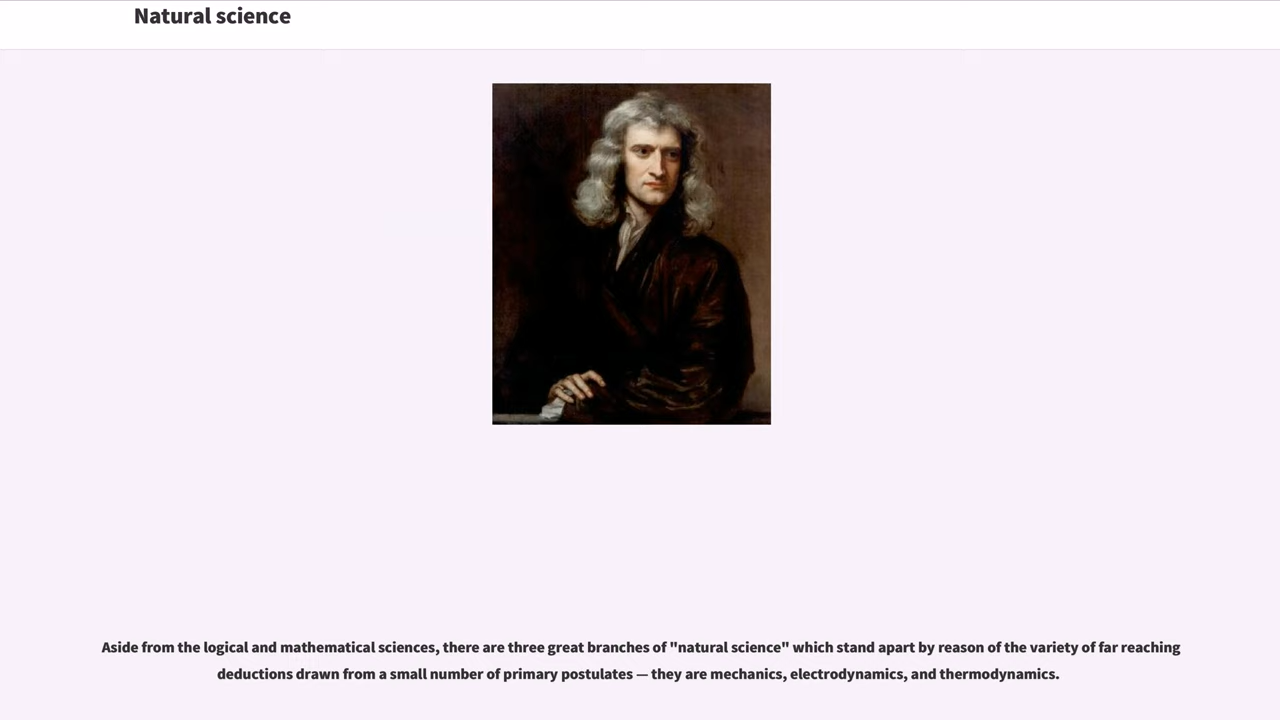 Natural science
Aside from the logical and mathematical sciences, there are three great branches of "natural science" which stand apart by reason of the variety of far reaching
deductions drawn from a small number of primary postulates — they are mechanics, electrodynamics, and thermodynamics.